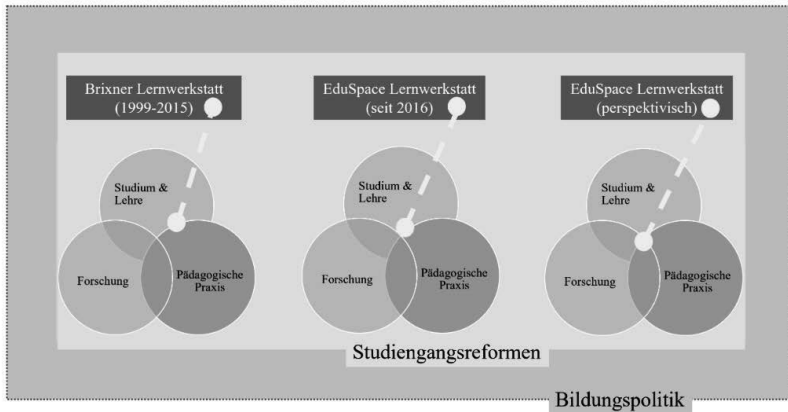 Brixner Lernwerkstatt
(1999-2015)
EduSpace Lernwerkstatt
(seit 2016)
EduSpace Lernwerkstatt
(perspektivisch)
Studium &
Lehre
Forschung
Pädagogische
Praxis
Studium &
Lehre
Forschung
Pädagogische
Praxis
Studium &
Lehre
Forschung
Pädagogische
Praxis
Studiengangsreformen
Bildungspolitik